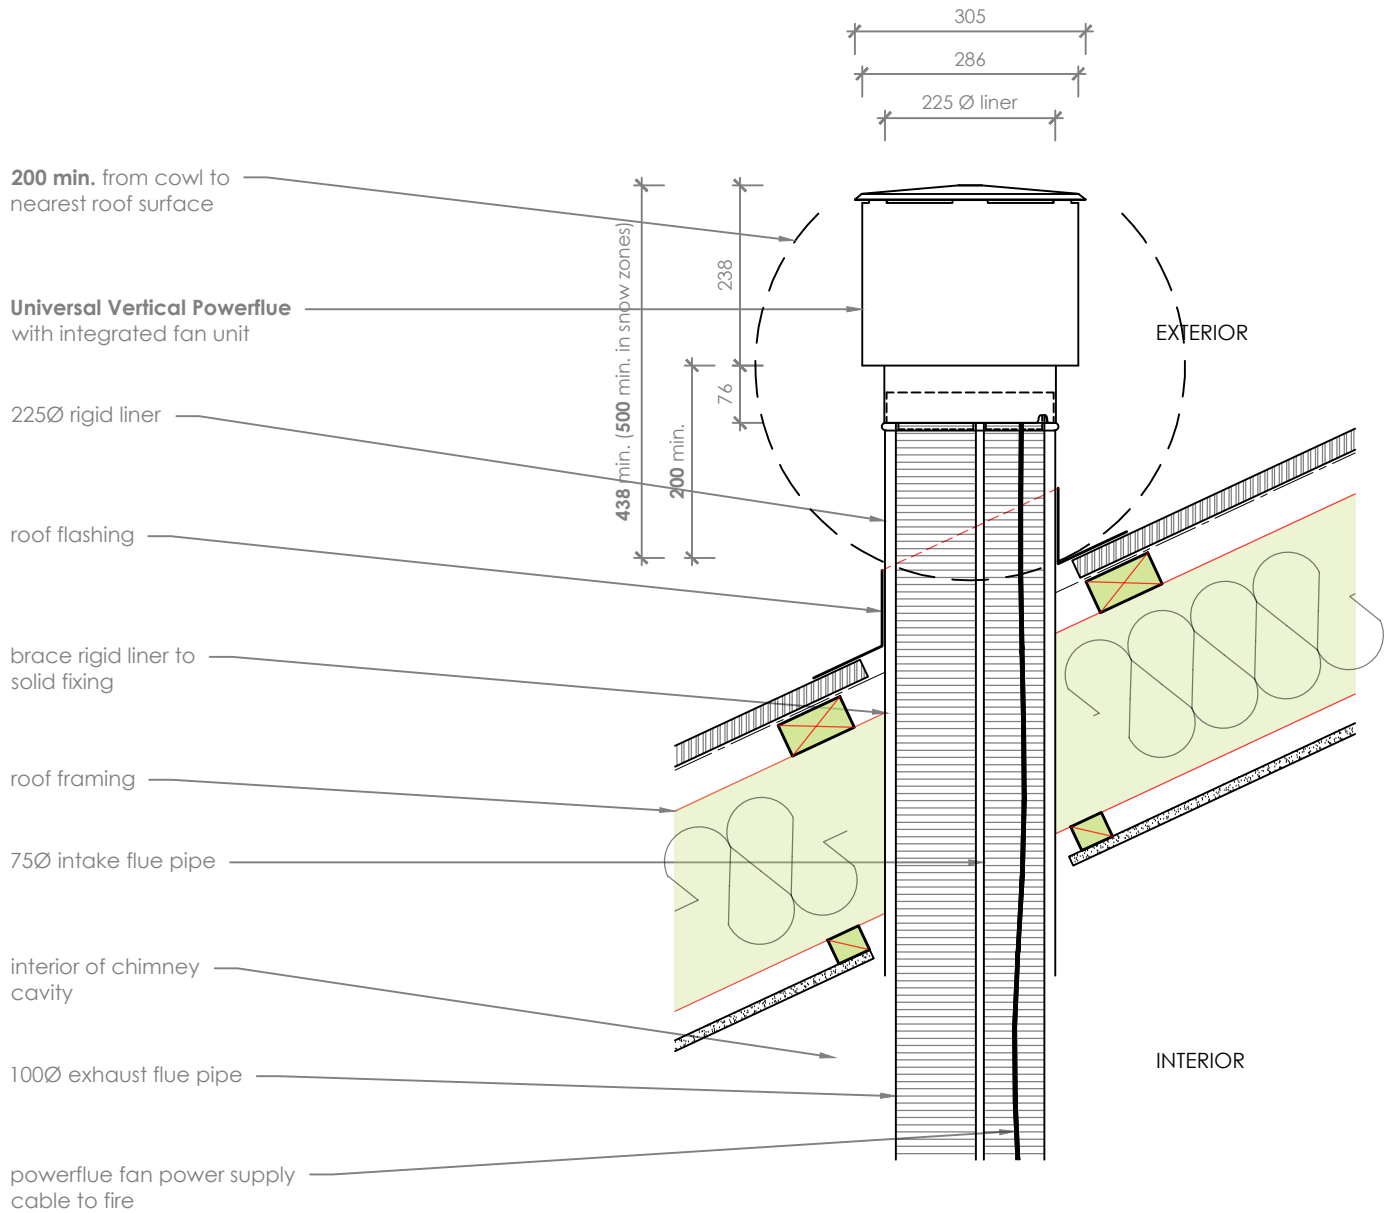 305
286
225 Ø liner
200 min. from cowl to
nearest roof surface
Universal Vertical Powerflue
with integrated fan unit
225Ø rigid liner
roof flashing
brace rigid liner to
solid fixing
roof framing
75Ø intake flue pipe
interior of chimney
cavity
100Ø exhaust flue pipe
powerflue fan power supply
cable to fire
438 min. (500 min. in snow zones)
200 min.
238
76
EXTERIOR
INTERIOR